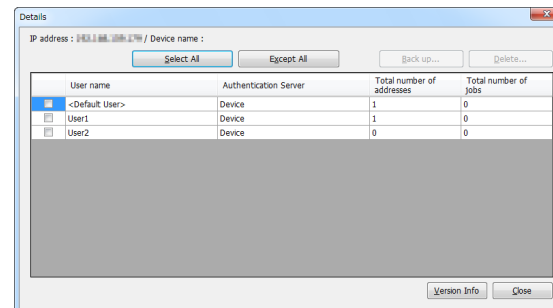 Details
IP address : / Device name :
Select All Except All Back up... Delete...
User name Authentication Server Total number of addresses Total number of jobs
<Default User> Device 1 0
User1 Device 1 0
User2 Device 0 0
Version Info Close